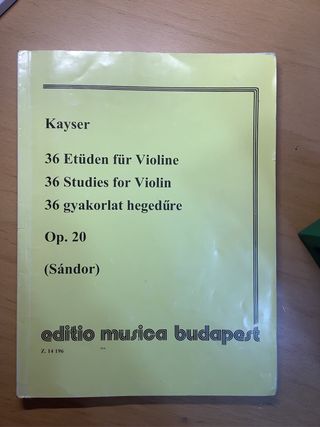 Kayser
36 Etüden für Violine
36 Studies for Violin
36 gyakorlat hegedűre
Op. 20
(Sándor)
editio musica budapest
Z. 14 196